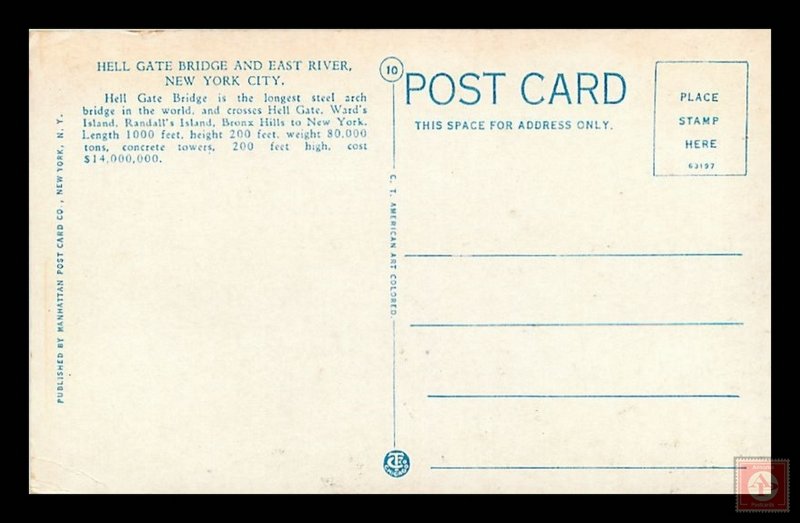 HELL GATE BRIDGE AND EAST RIVER,
NEW YORK CITY.
Hell Gate Bridge is the longest steel arch
bridge in the world, and crosses Hell Gate, Ward's
Island, Randall's Island, Bronx Hills to New York.
Length 1000 feet, height 200 feet, weight 80,000
tons, concrete towers, 200 feet high, cost
$14,000,000.
PUBLISHED BY MANHATTAN POST CARD CO., NEW YORK, N. Y.
10
C. T. AMERICAN ART COLORED.
POST CARD
THIS SPACE FOR ADDRESS ONLY.
PLACE
STAMP
HERE
63197
Postcards